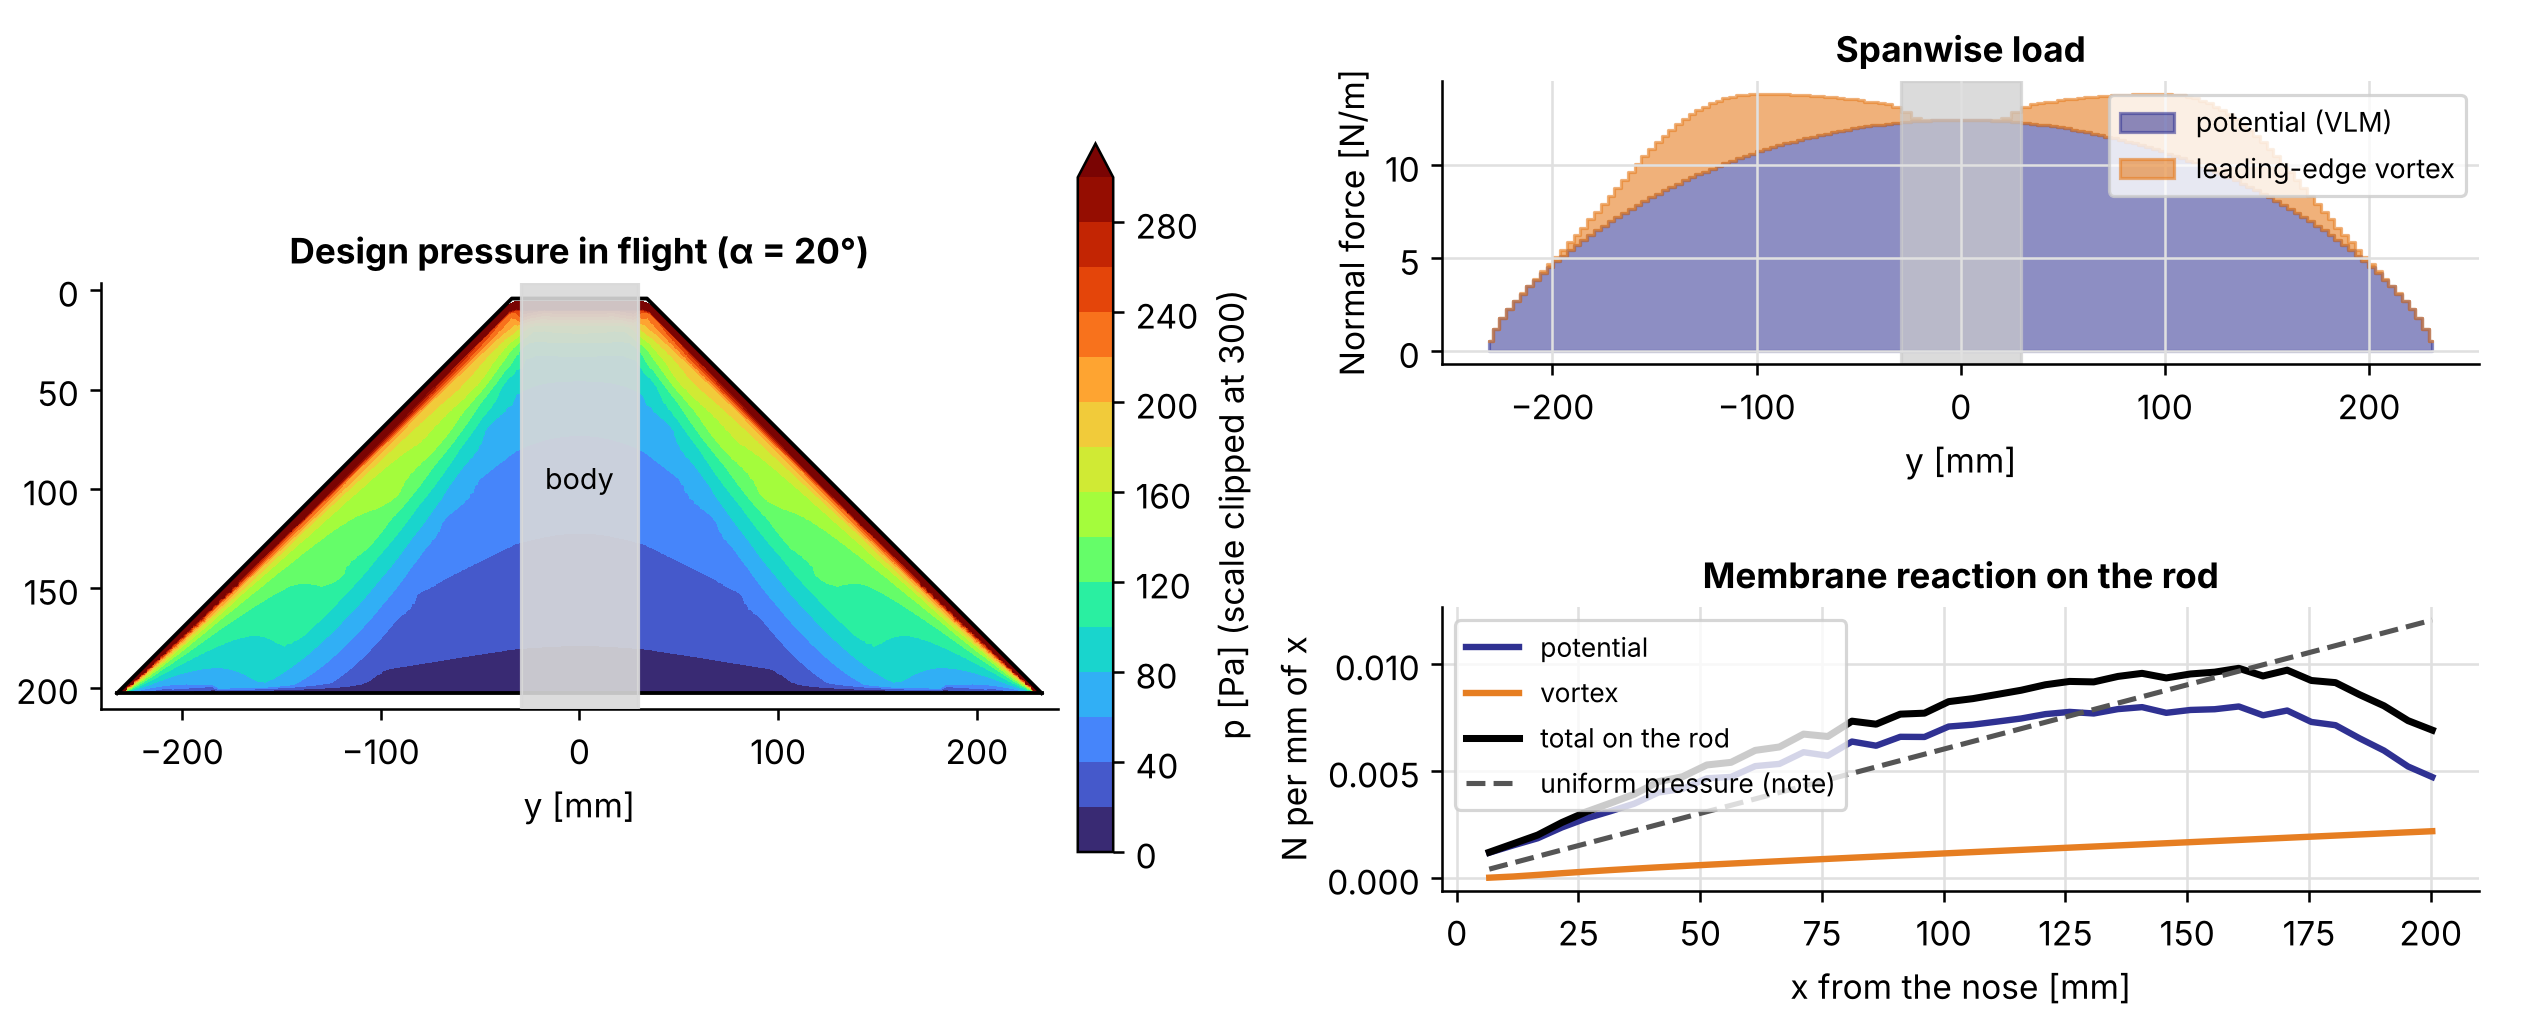 Design pressure in flight (α = 20°)
0
50
100
150
200
body
−200
−100
0
100
200
y [mm]
280
240
200
160
120
80
40
0
p [Pa] (scale clipped at 300)
Spanwise load
Normal force [N/m]
10
5
0
potential (VLM)
leading-edge vortex
−200
−100
0
100
200
y [mm]
Membrane reaction on the rod
N per mm of x
0.010
0.005
0.000
potential
vortex
total on the rod
uniform pressure (note)
0
25
50
75
100
125
150
175
200
x from the nose [mm]